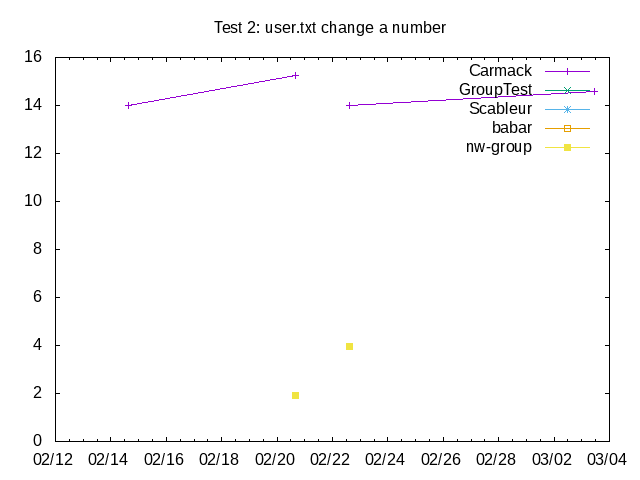 Test 2: user.txt change a number
16
14
12
10
8
6
4
2
0
Carmack
GroupTest
Scableur
babar
nw-group
02/12 02/14 02/16 02/18 02/20 02/22 02/24 02/26 02/28 03/02 03/04